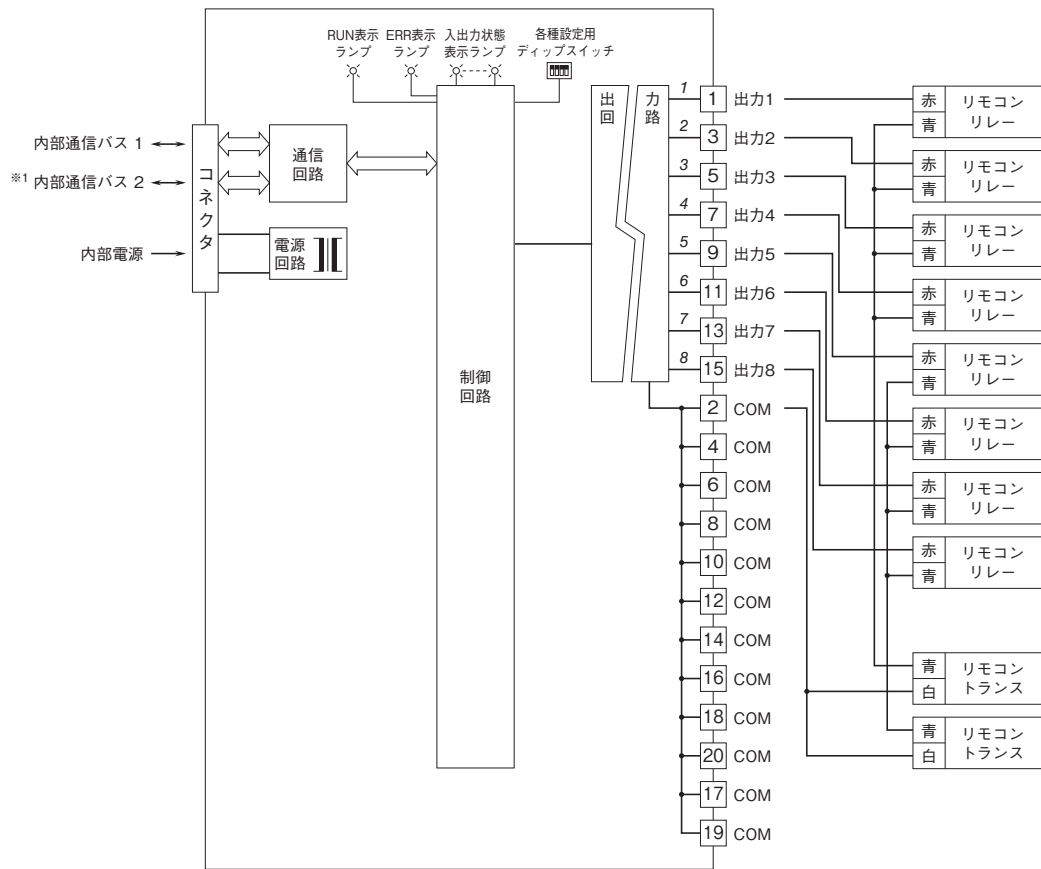 RUN表示
ランプ
ERR表示
ランプ
入出力状態
表示ランプ
各種設定用
ディップスイッチ
内部通信バス 1
※1 内部通信バス 2
内部電源
コネクタ
通信
回路
電源
回路
制御
回路
出力
回路
1 1 出力1
2 3 出力2
3 5 出力3
4 7 出力4
5 9 出力5
6 11 出力6
7 13 出力7
8 15 出力8
2 COM
4 COM
6 COM
8 COM
10 COM
12 COM
14 COM
16 COM
18 COM
20 COM
17 COM
19 COM
赤
青
リモコン
リレー
赤
青
リモコン
リレー
赤
青
リモコン
リレー
赤
青
リモコン
リレー
赤
青
リモコン
リレー
赤
青
リモコン
リレー
赤
青
リモコン
リレー
赤
青
リモコン
リレー
青
白
リモコン
トランス
青
白
リモコン
トランス